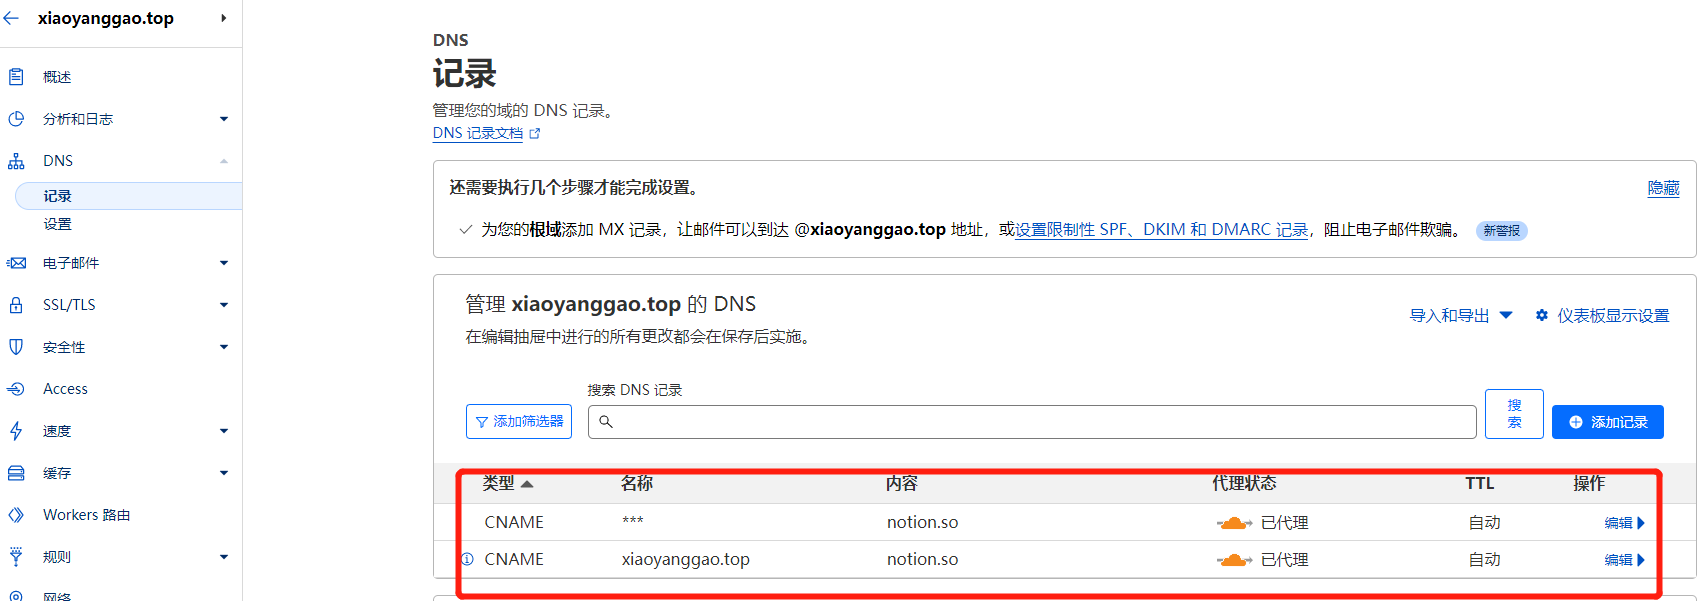 xiaoyanggao.top
概述
分析和日志
DNS
记录
设置
电子邮件
SSL/TLS
安全性
Access
速度
缓存
Workers 路由
规则
网络
DNS
记录
管理您的域的 DNS 记录。
DNS 记录文档
还需要执行几个步骤才能完成设置。
隐藏
为您的根域添加 MX 记录，让邮件可以到达 @xiaoyanggao.top 地址，或设置限制性 SPF、DKIM 和 DMARC 记录，阻止电子邮件欺骗。 新警报
管理 xiaoyanggao.top 的 DNS
在编辑抽屉中进行的所有更改都会在保存后实施。
导入和导出 仪表板显示设置
搜索 DNS 记录
添加筛选器
搜
索
添加记录
类型 名称 内容 代理状态 TTL 操作
CNAME *** notion.so 已代理 自动 编辑
CNAME xiaoyanggao.top notion.so 已代理 自动 编辑